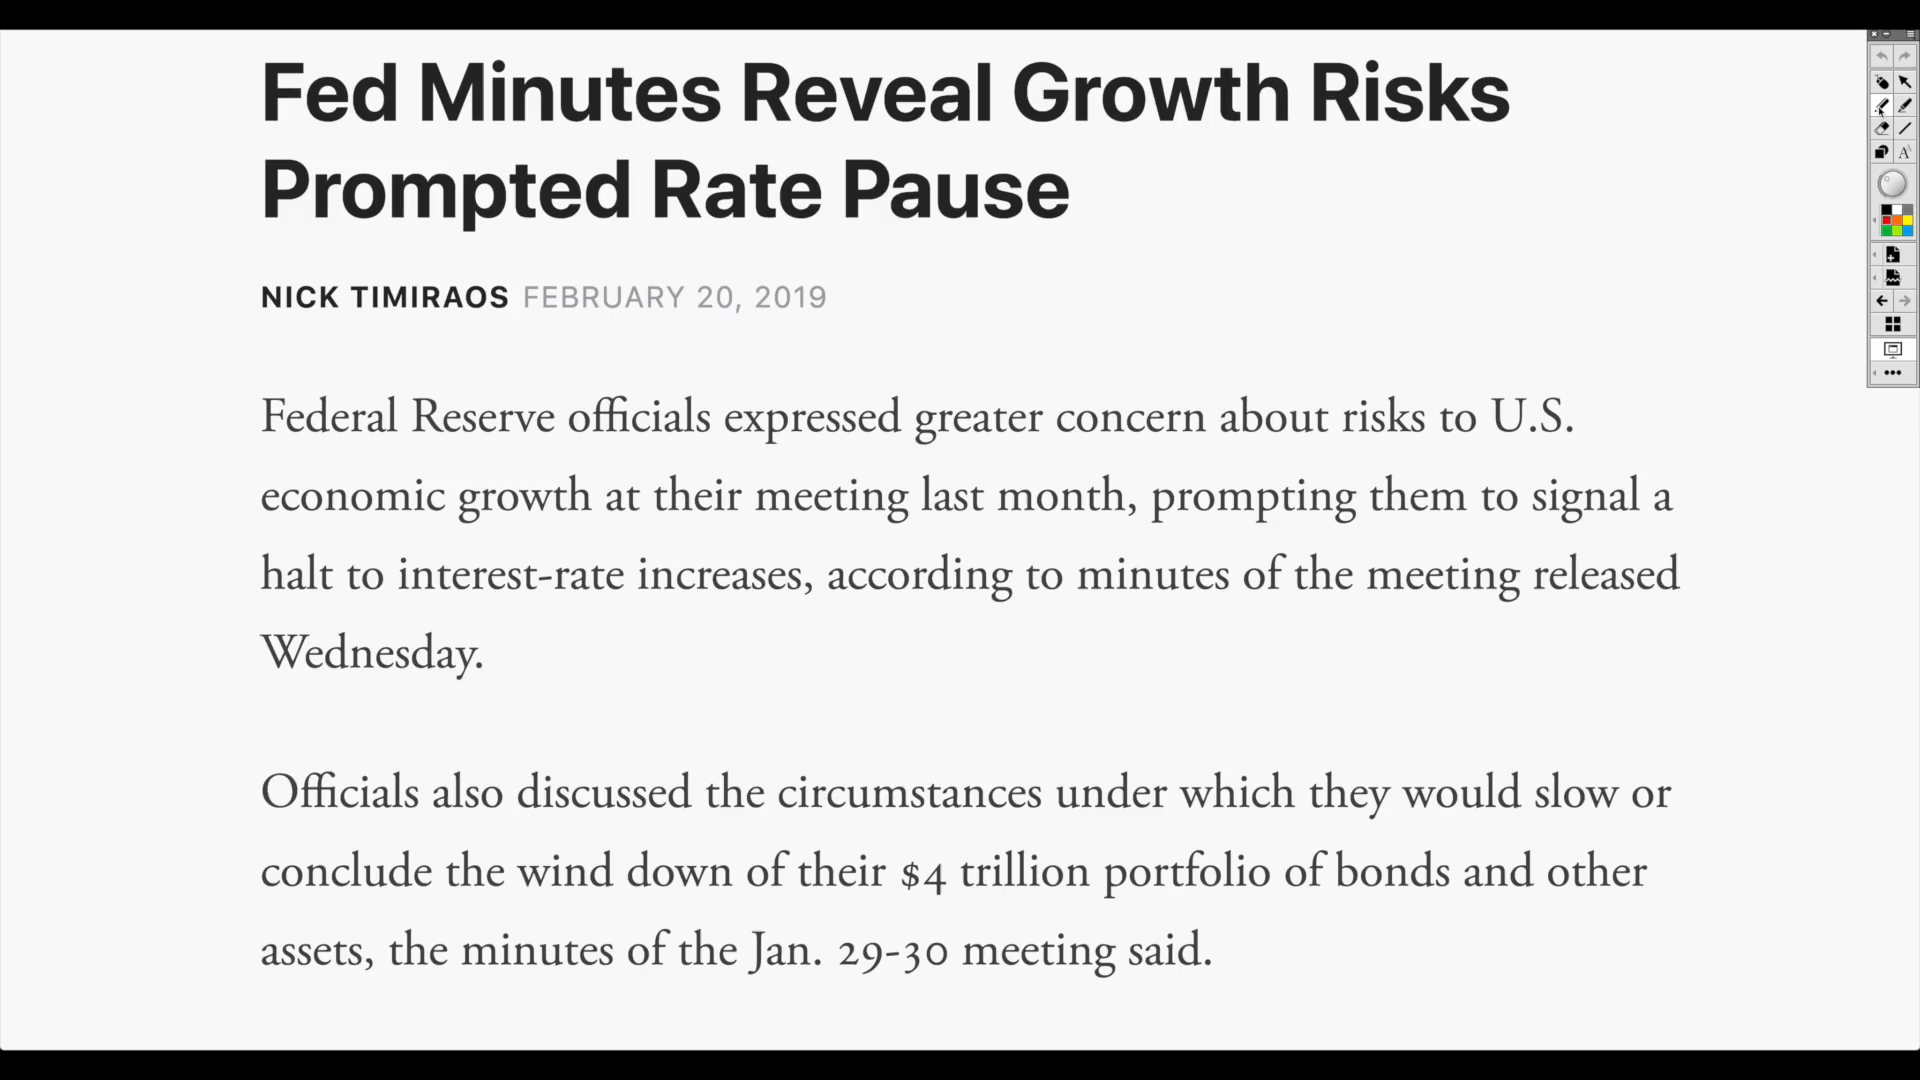 Fed Minutes Reveal Growth Risks
Prompted Rate Pause
NICK TIMIRAOS FEBRUARY 20, 2019
Federal Reserve officials expressed greater concern about risks to U.S.
economic growth at their meeting last month, prompting them to signal a
halt to interest-rate increases, according to minutes of the meeting released
Wednesday.
Officials also discussed the circumstances under which they would slow or
conclude the wind down of their $4 trillion portfolio of bonds and other
assets, the minutes of the Jan. 29-30 meeting said.